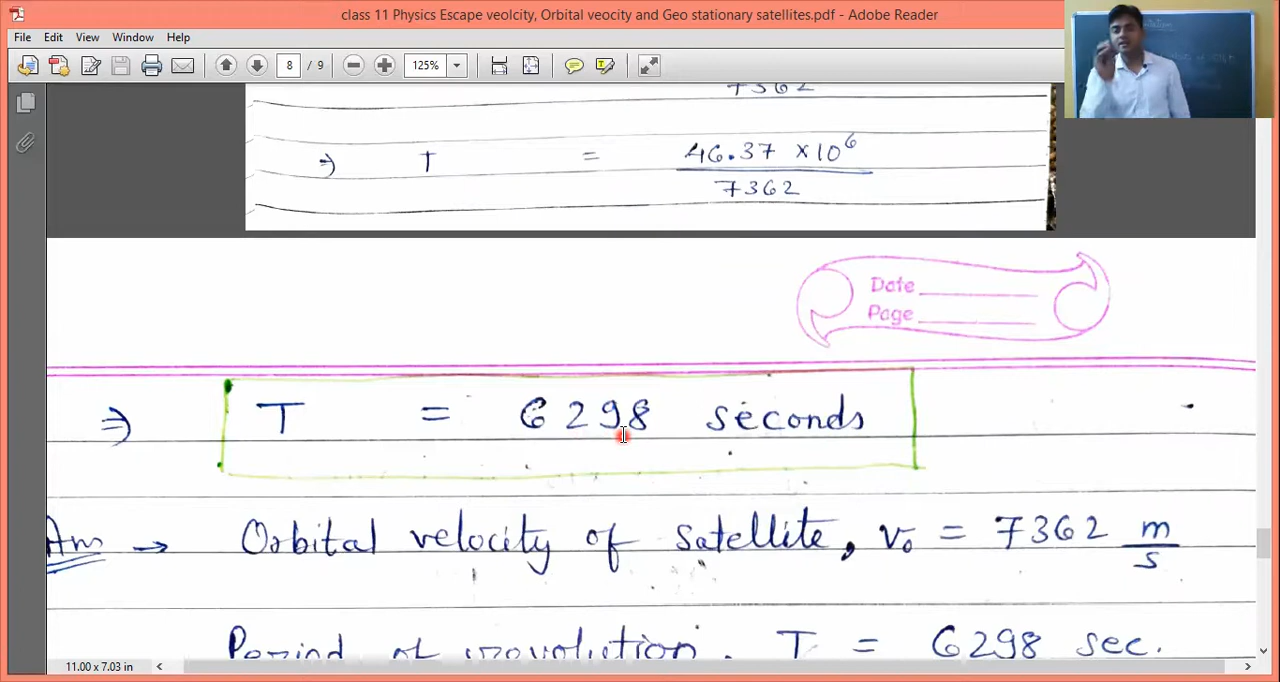 class 11 Physics Escape veolcity, Orbital veocity and Geo stationary satellites.pdf - Adobe Reader
File Edit View Window Help
8 / 9 125%
7362
⇒ T = 46.37 × 10⁶
7362
Date
Page
⇒ T = 6298 seconds
Ans → Orbital velocity of satellite, v₀ = 7362 m/s
Period of revolution, T = 6298 sec.
11.00 x 7.03 in